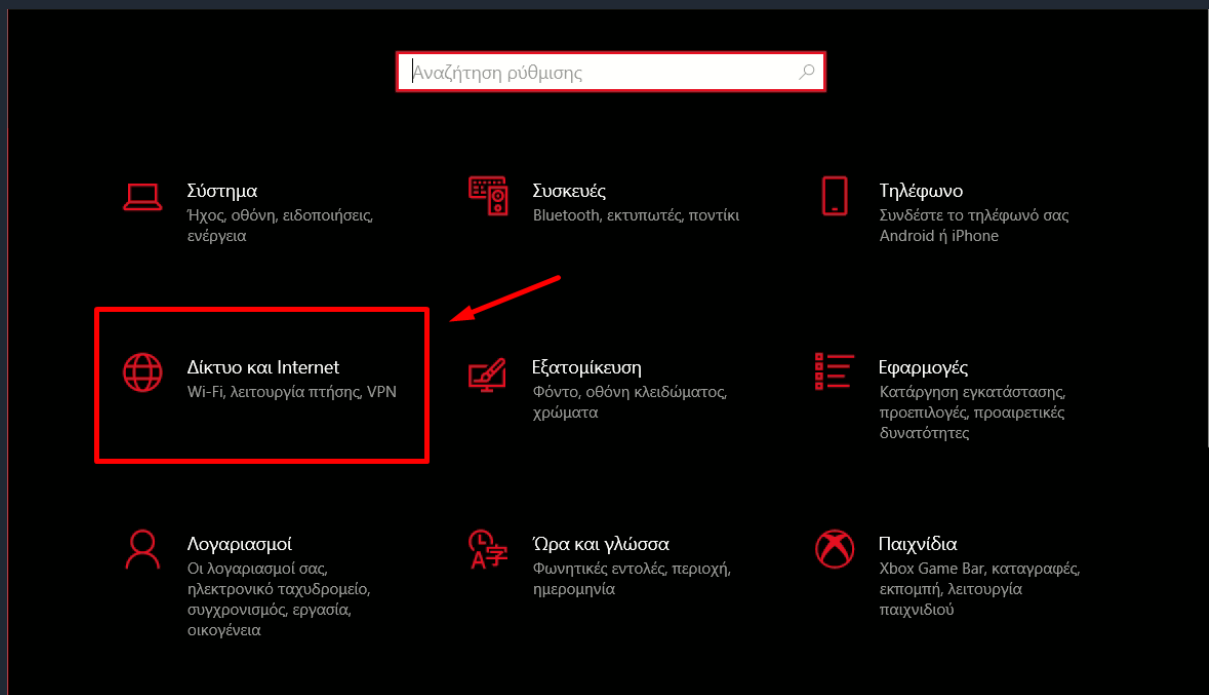 Αναζήτηση ρύθμισης
Σύστημα
Ήχος, οθόνη, ειδοποιήσεις,
ενέργεια
Συσκευές
Bluetooth, εκτυπωτές, ποντίκι
Τηλέφωνο
Συνδέστε το τηλέφωνό σας
Android ή iPhone
Δίκτυο και Internet
Wi-Fi, λειτουργία πτήσης, VPN
Εξατομίκευση
Φόντο, οθόνη κλειδώματος,
χρώματα
Εφαρμογές
Κατάργηση εγκατάστασης,
προεπιλογές, προαιρετικές
δυνατότητες
Λογαριασμοί
Οι λογαριασμοί σας,
ηλεκτρονικό ταχυδρομείο,
συγχρονισμός, εργασία,
οικογένεια
Ώρα και γλώσσα
Φωνητικές εντολές, περιοχή,
ημερομηνία
Παιχνίδια
Xbox Game Bar, καταγραφές,
εκπομπή, λειτουργία
παιχνιδιού